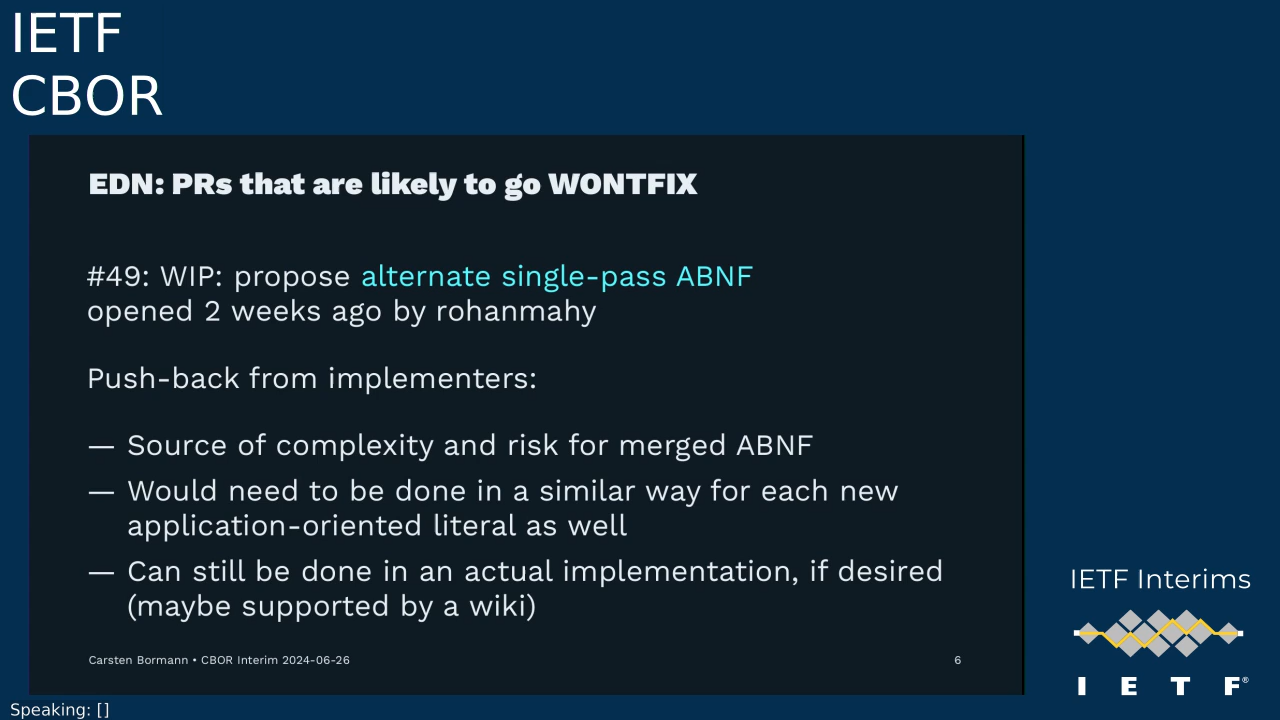 IETF
CBOR
EDN: PRs that are likely to go WONTFIX
#49: WIP: propose alternate single-pass ABNF
opened 2 weeks ago by rohanmahy
Push-back from implementers:
— Source of complexity and risk for merged ABNF
— Would need to be done in a similar way for each new
application-oriented literal as well
— Can still be done in an actual implementation, if desired
(maybe supported by a wiki)
Carsten Bormann • CBOR Interim 2024-06-26
6
IETF Interims
I E T F®
Speaking: []